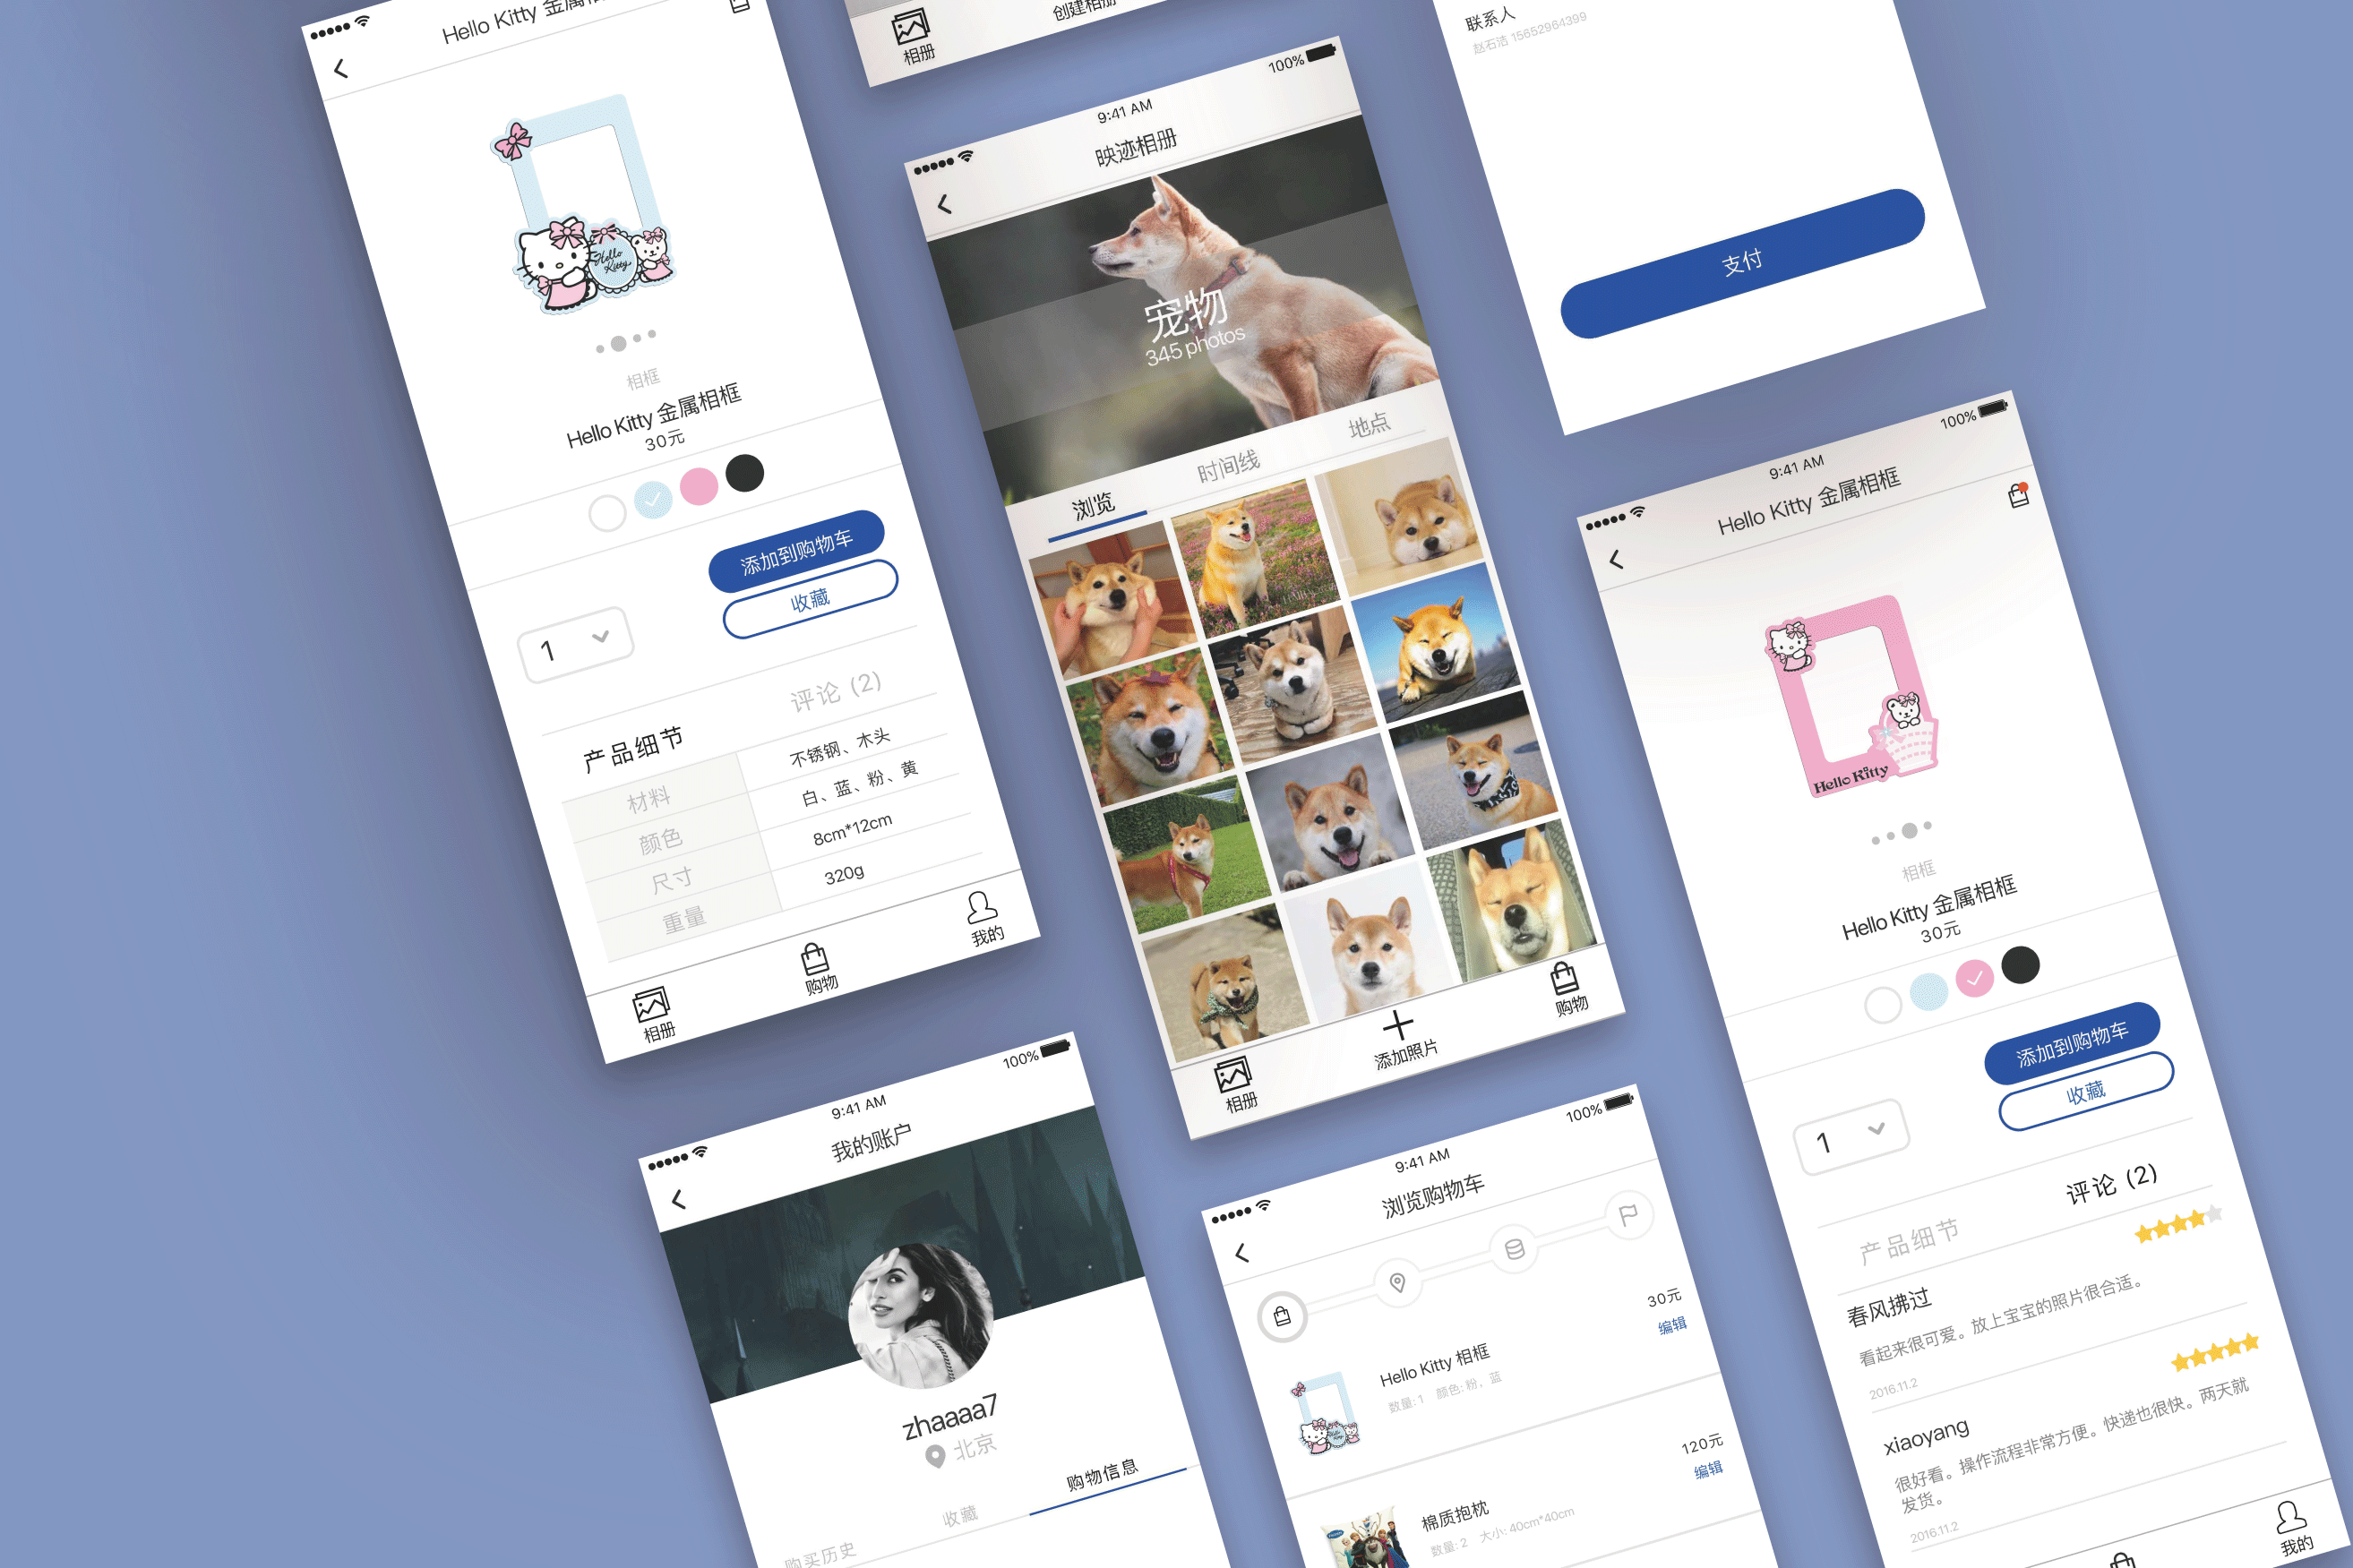 Hello Kitty 金属相
Hello
Kitty
相框
Hello Kitty 金属相框
30元
添加到购物车
收藏
1
产品细节
评论 (2)
材料
不锈钢、木头
颜色
白、蓝、粉、黄
尺寸
8cm*12cm
重量
320g
相册
购物
我的
相册
创建相册
9:41 AM
100%
映迹相册
宠物
345 photos
浏览
时间线
地点
相册
添加照片
购物
联系人
赵石洁 15652964399
支付
9:41 AM
100%
Hello Kitty 金属相框
Hello Kitty
相框
Hello Kitty 金属相框
30元
添加到购物车
收藏
1
产品细节
评论 (2)
春风拂过
看起来很可爱。放上宝宝的照片很合适。
2016.11.2
xiaoyang
很好看。操作流程非常方便。快递也很快。两天就
发货。
2016.11.2
我的
9:41 AM
100%
我的账户
zhaaaa7
北京
收藏
购物信息
购买历史
9:41 AM
100%
浏览购物车
Hello Kitty 相框
30元
数量: 1 颜色: 粉，蓝
编辑
棉质抱枕
120元
数量: 2 大小: 40cm*40cm
编辑